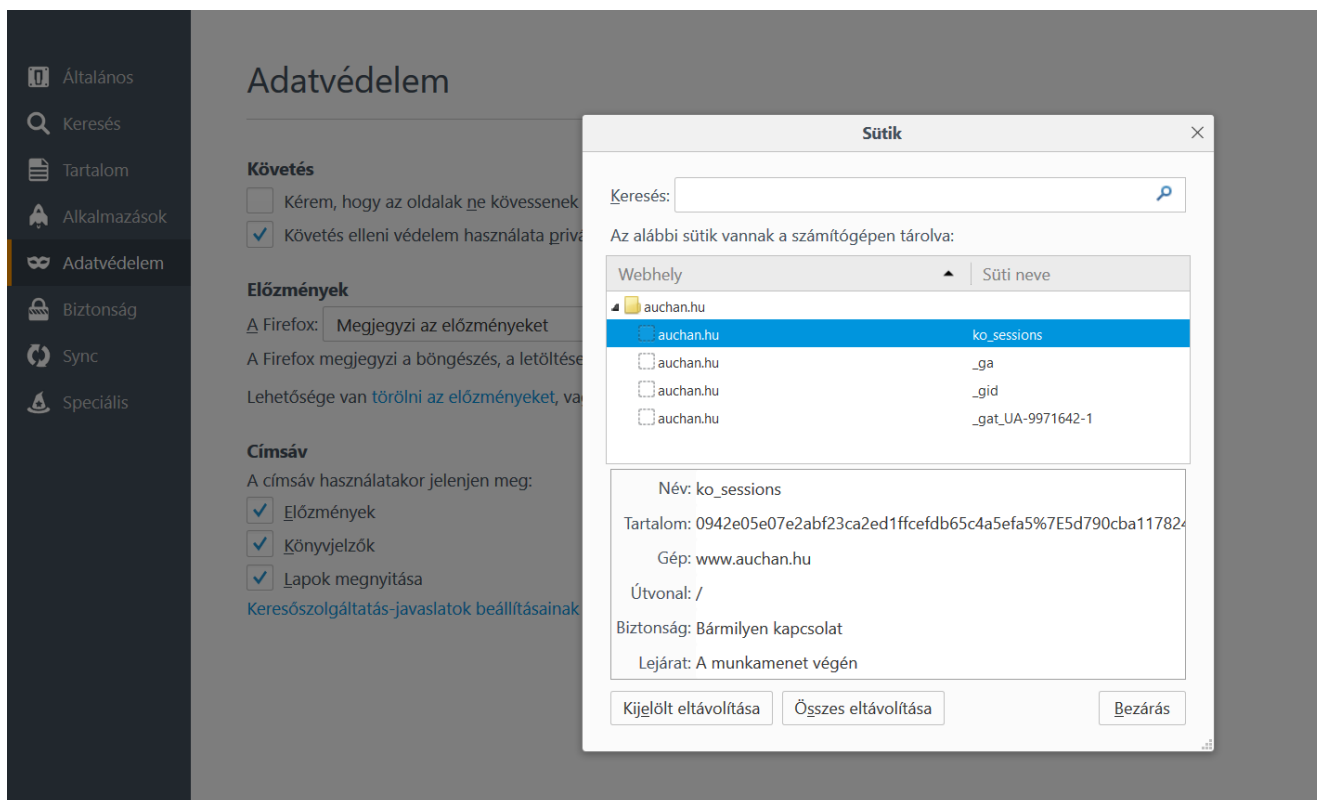 Általános
Keresés
Tartalom
Alkalmazások
Adatvédelem
Biztonság
Sync
Speciális
Adatvédelem
Követés
Kérem, hogy az oldalak ne kövessenek
Követés elleni védelem használata privá
Előzmények
A Firefox: Megjegyzi az előzményeket
A Firefox megjegyzi a böngészés, a letöltése
Lehetősége van törölni az előzményeket, va
Címsáv
A címsáv használatakor jelenjen meg:
Előzmények
Könyvjelzők
Lapok megnyitása
Keresőszolgáltatás-javaslatok beállításainak
Sütik
Keresés:
Az alábbi sütik vannak a számítógépen tárolva:
Webhely Süti neve
auchan.hu
auchan.hu ko_sessions
auchan.hu _ga
auchan.hu _gid
auchan.hu _gat_UA-9971642-1
Név: ko_sessions
Tartalom: 0942e05e07e2abf23ca2ed1ffcefdb65c4a5efa5%7E5d790cba117824
Gép: www.auchan.hu
Útvonal: /
Biztonság: Bármilyen kapcsolat
Lejárat: A munkamenet végén
Kijelölt eltávolítása Összes eltávolítása Bezárás